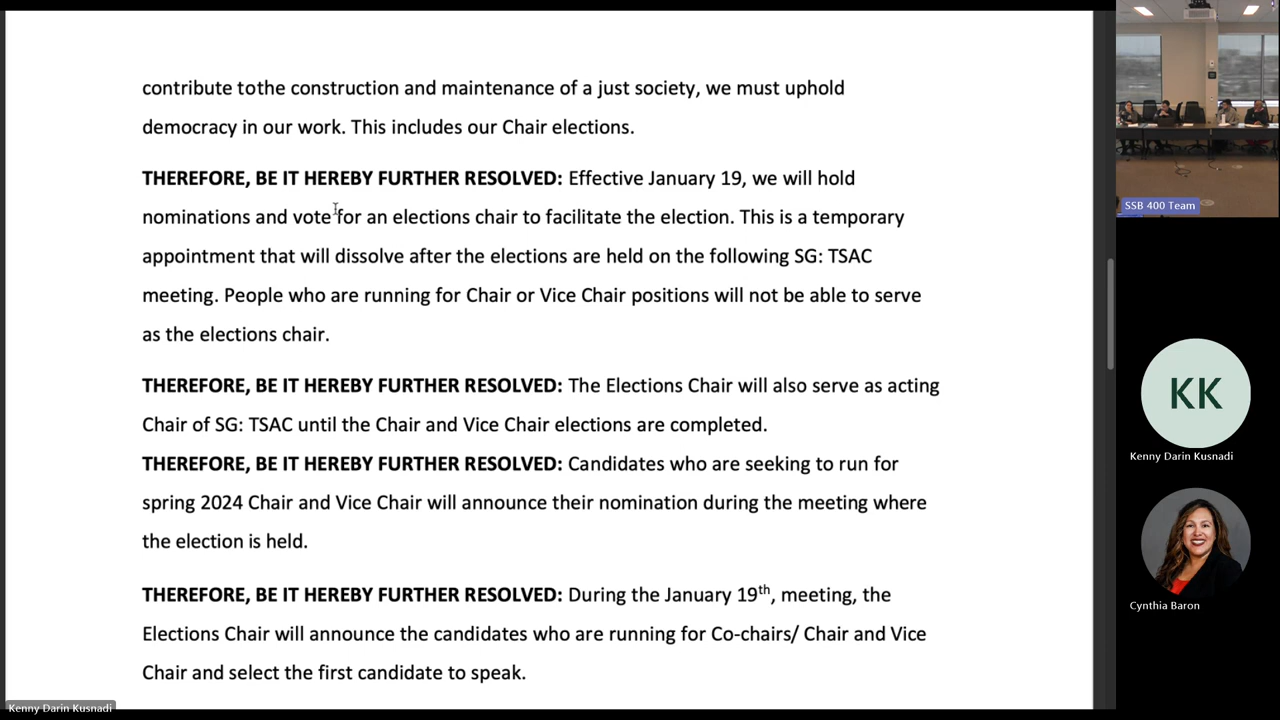 contribute tothe construction and maintenance of a just society, we must uphold
democracy in our work. This includes our Chair elections.
THEREFORE, BE IT HEREBY FURTHER RESOLVED: Effective January 19, we will hold
nominations and vote for an elections chair to facilitate the election. This is a temporary
appointment that will dissolve after the elections are held on the following SG: TSAC
meeting. People who are running for Chair or Vice Chair positions will not be able to serve
as the elections chair.
THEREFORE, BE IT HEREBY FURTHER RESOLVED: The Elections Chair will also serve as acting
Chair of SG: TSAC until the Chair and Vice Chair elections are completed.
THEREFORE, BE IT HEREBY FURTHER RESOLVED: Candidates who are seeking to run for
spring 2024 Chair and Vice Chair will announce their nomination during the meeting where
the election is held.
THEREFORE, BE IT HEREBY FURTHER RESOLVED: During the January 19th, meeting, the
Elections Chair will announce the candidates who are running for Co-chairs/ Chair and Vice
Chair and select the first candidate to speak.
Kenny Darin Kusnadi
SSB 400 Team
KK
Kenny Darin Kusnadi
Cynthia Baron